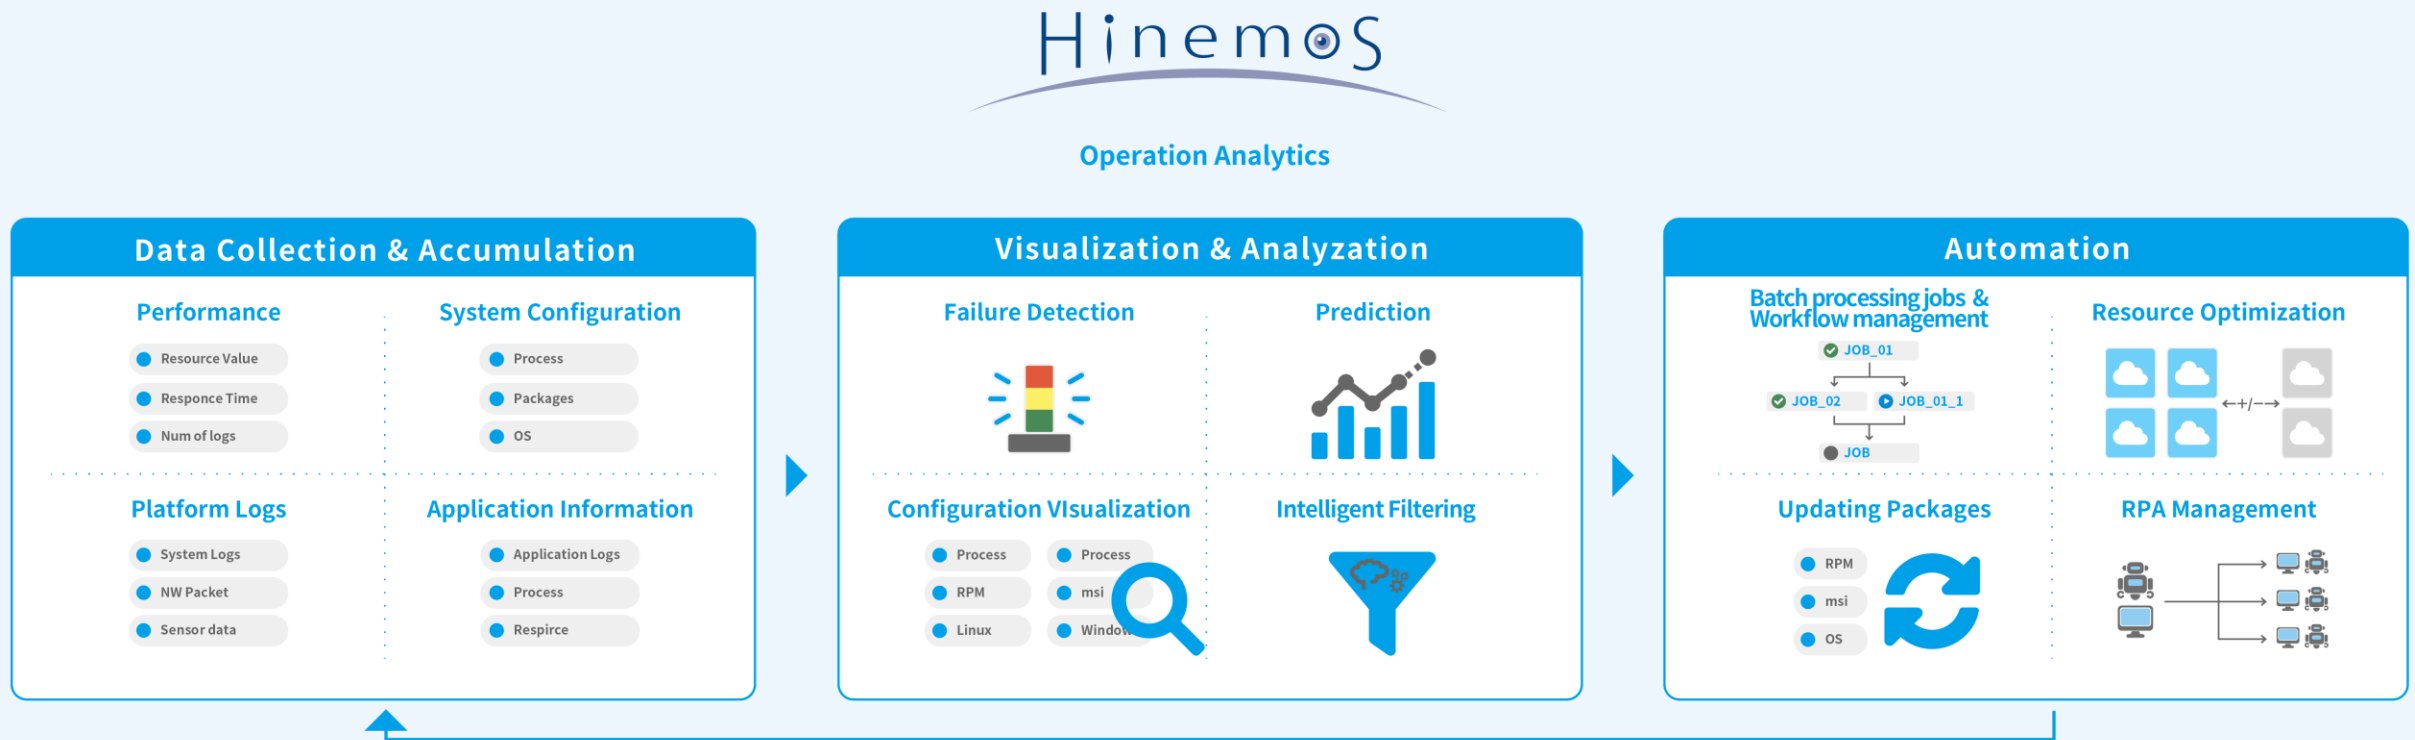 Hinemos
Operation Analytics
Data Collection & Accumulation
Performance
Resource Value
Responce Time
Num of logs
System Configuration
Process
Packages
OS
Platform Logs
System Logs
NW Packet
Sensor data
Application Information
Application Logs
Process
Respirce
Visualization & Analyzation
Failure Detection
Prediction
Configuration VIsualization
Process
RPM
Linux
Process
msi
Window
Intelligent Filtering
Automation
Batch processing jobs &
Workflow management
JOB_01
JOB_02
JOB_01_1
JOB
Resource Optimization
←+/−→
Updating Packages
RPM
msi
OS
RPA Management